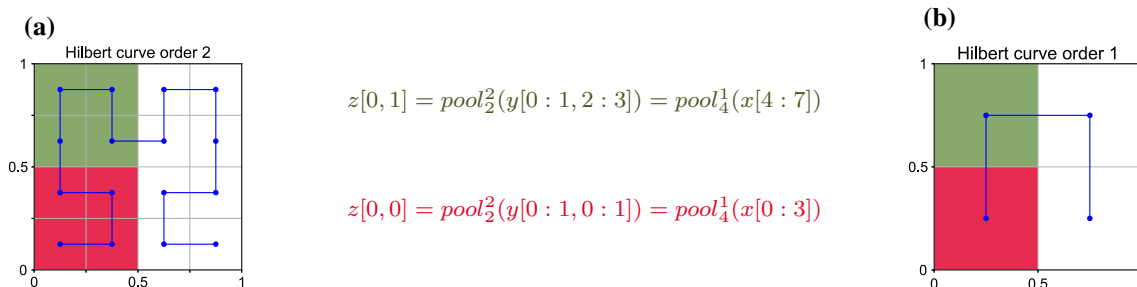 (a)
Hilbert curve order 2
1
0.5
0
0
0.5
1
z[0, 1] = pool_2^2(y[0 : 1, 2 : 3]) = pool_4^1(x[4 : 7])
z[0, 0] = pool_2^2(y[0 : 1, 0 : 1]) = pool_4^1(x[0 : 3])
(b)
Hilbert curve order 1
1
0.5
0
0
0.5